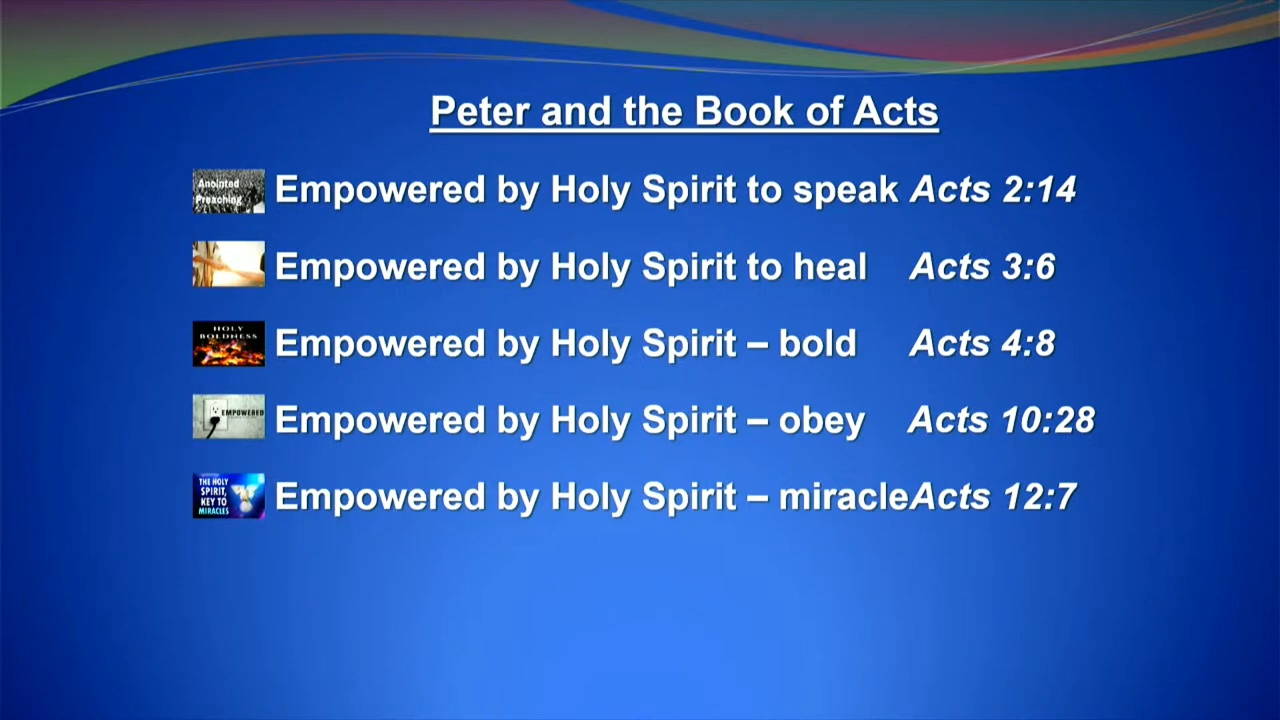 Peter and the Book of Acts
Anointed
Preaching
Empowered by Holy Spirit to speak Acts 2:14
Empowered by Holy Spirit to heal Acts 3:6
HOLY
BOLDNESS
Empowered by Holy Spirit – bold Acts 4:8
EMPOWERED
Empowered by Holy Spirit – obey Acts 10:28
THE HOLY
SPIRIT,
KEY TO
MIRACLES
Empowered by Holy Spirit – miracleActs 12:7